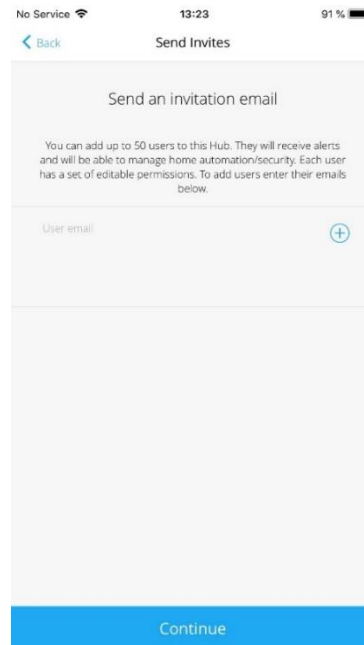 No Service 13:23 91 %
Back Send Invites
Send an invitation email
You can add up to 50 users to this Hub. They will receive alerts
and will be able to manage home automation/security. Each user
has a set of editable permissions. To add users enter their emails
below.
User email
Continue